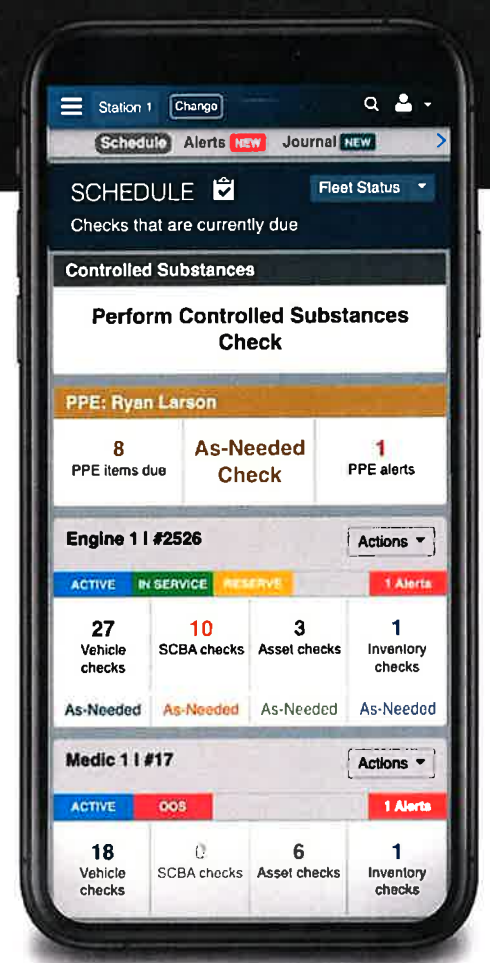 Station 1 Change
Schedule Alerts NEW Journal NEW
SCHEDULE Fleet Status
Checks that are currently due
Controlled Substances
Perform Controlled Substances
Check
PPE: Ryan Larson
8 As-Needed 1
PPE items due Check PPE alerts
Engine 1 | #2526 Actions
ACTIVE IN SERVICE RESERVE 1 Alerts
27 10 3 1
Vehicle SCBA checks Asset checks Inventory
checks checks
As-Needed As-Needed As-Needed As-Needed
Medic 1 | #17 Actions
ACTIVE OOS 1 Alerts
18 0 6 1
Vehicle SCBA checks Asset checks Inventory
checks checks